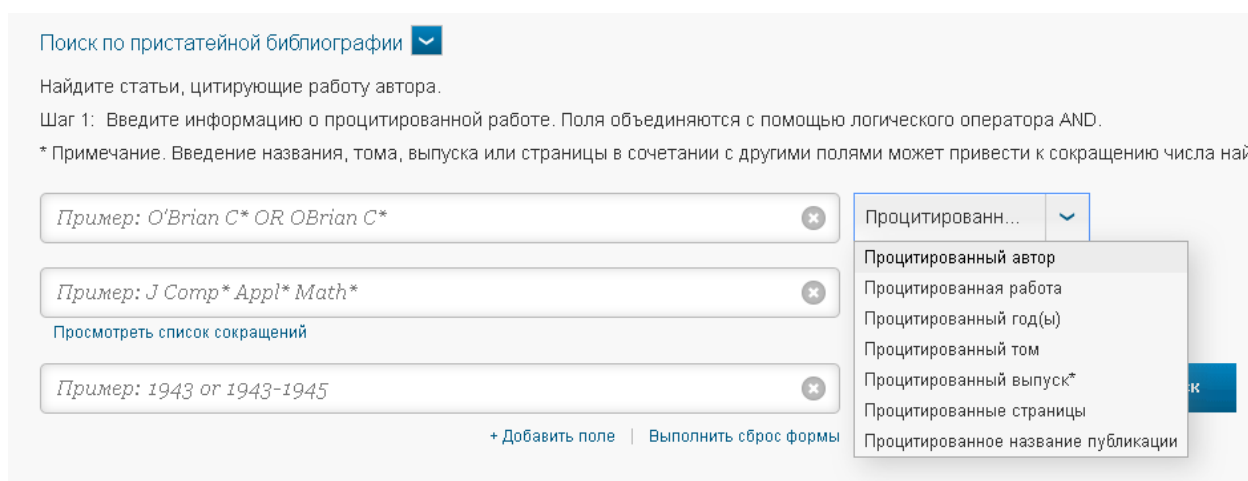 Поиск по пристатейной библиографии
Найдите статьи, цитирующие работу автора.
Шаг 1: Введите информацию о процитированной работе. Поля объединяются с помощью логического оператора AND.
* Примечание. Введение названия, тома, выпуска или страницы в сочетании с другими полями может привести к сокращению числа
Пример: O'Brian C* OR OBrian C*
Процитированн...
Процитированный автор
Процитированная работа
Процитированный год(ы)
Процитированный том
Процитированный выпуск*
Процитированные страницы
Процитированное название публикации
Пример: J Comp* Appl* Math*
Просмотреть список сокращений
Пример: 1943 or 1943-1945
+ Добавить поле | Выполнить сброс формы